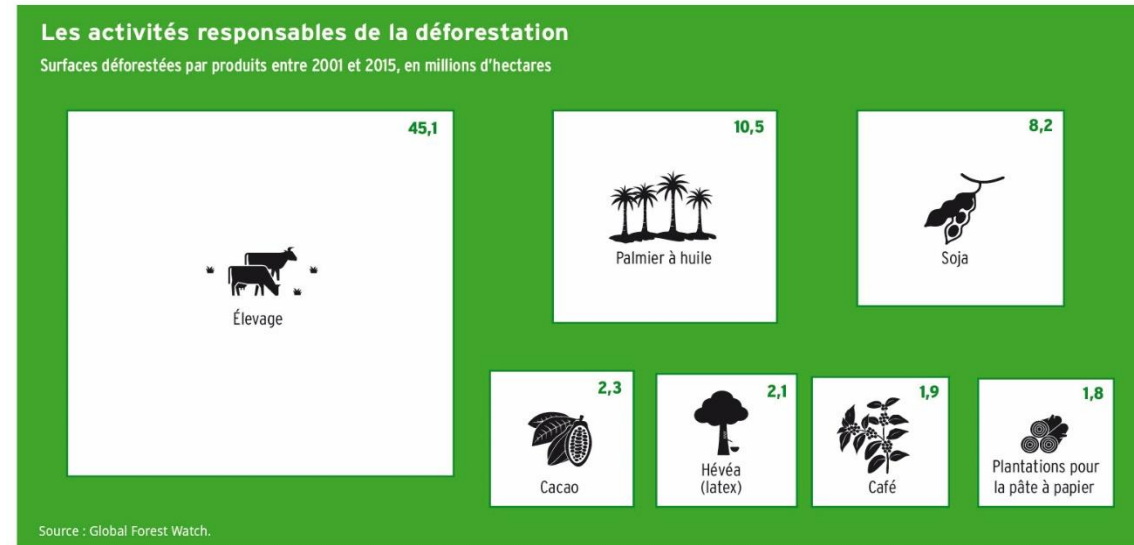 Les activités responsables de la déforestation
Surfaces déforestées par produits entre 2001 et 2015, en millions d'hectares
45,1
Élevage
10,5
Palmier à huile
8,2
Soja
2,3
Cacao
2,1
Hévéa
(latex)
1,9
Café
1,8
Plantations pour
la pâte à papier
Source : Global Forest Watch.